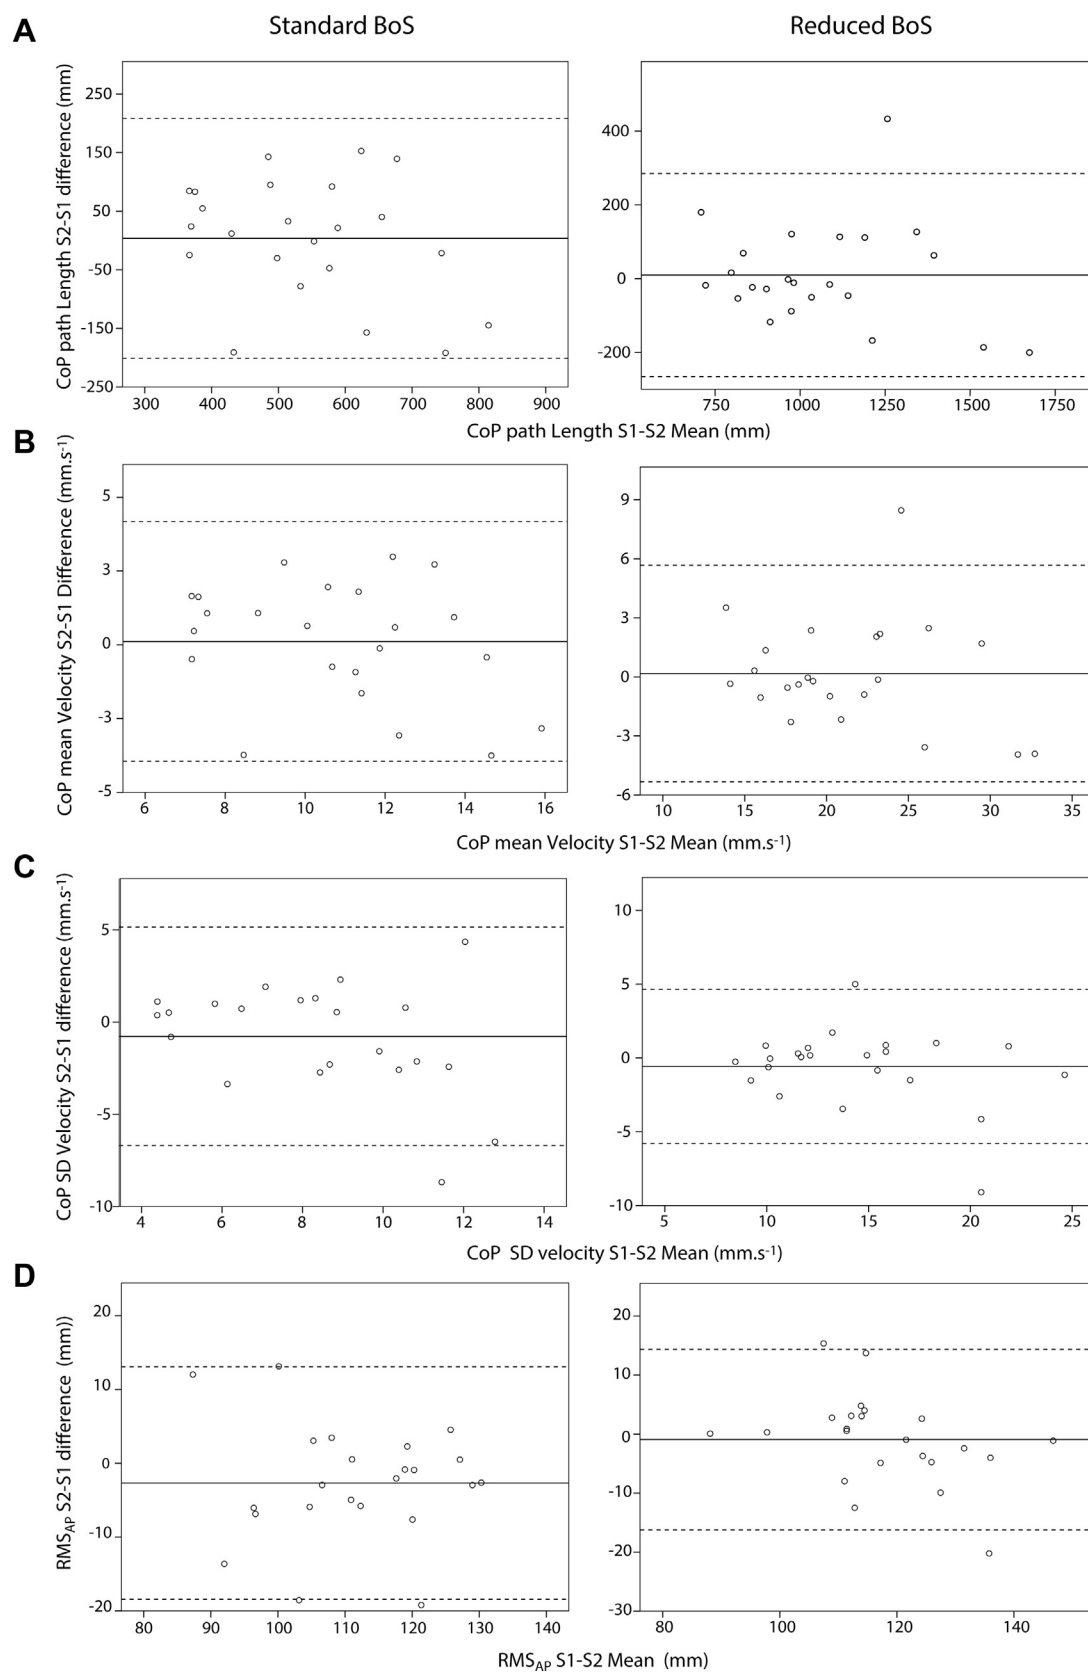 Standard BoS
Reduced BoS
A
CoP path Length S2-S1 difference (mm)
250
150
50
-50
-150
-250
300 400 500 600 700 800 900
400
200
0
-200
750 1000 1250 1500 1750
CoP path Length S1-S2 Mean (mm)
B
CoP mean Velocity S2-S1 Difference (mm.s-1)
5
3
0
-3
-5
6 8 10 12 14 16
9
6
3
0
-3
-6
10 15 20 25 30 35
CoP mean Velocity S1-S2 Mean (mm.s-1)
C
CoP SD Velocity S2-S1 difference (mm.s-1)
5
0
-5
-10
4 6 8 10 12 14
10
5
0
-5
-10
5 10 15 20 25
CoP SD velocity S1-S2 Mean (mm.s-1)
D
RMSAP S2-S1 difference (mm))
20
10
0
-10
-20
80 90 100 110 120 130 140
20
10
0
-10
-20
-30
80 100 120 140
RMSAP S1-S2 Mean (mm)